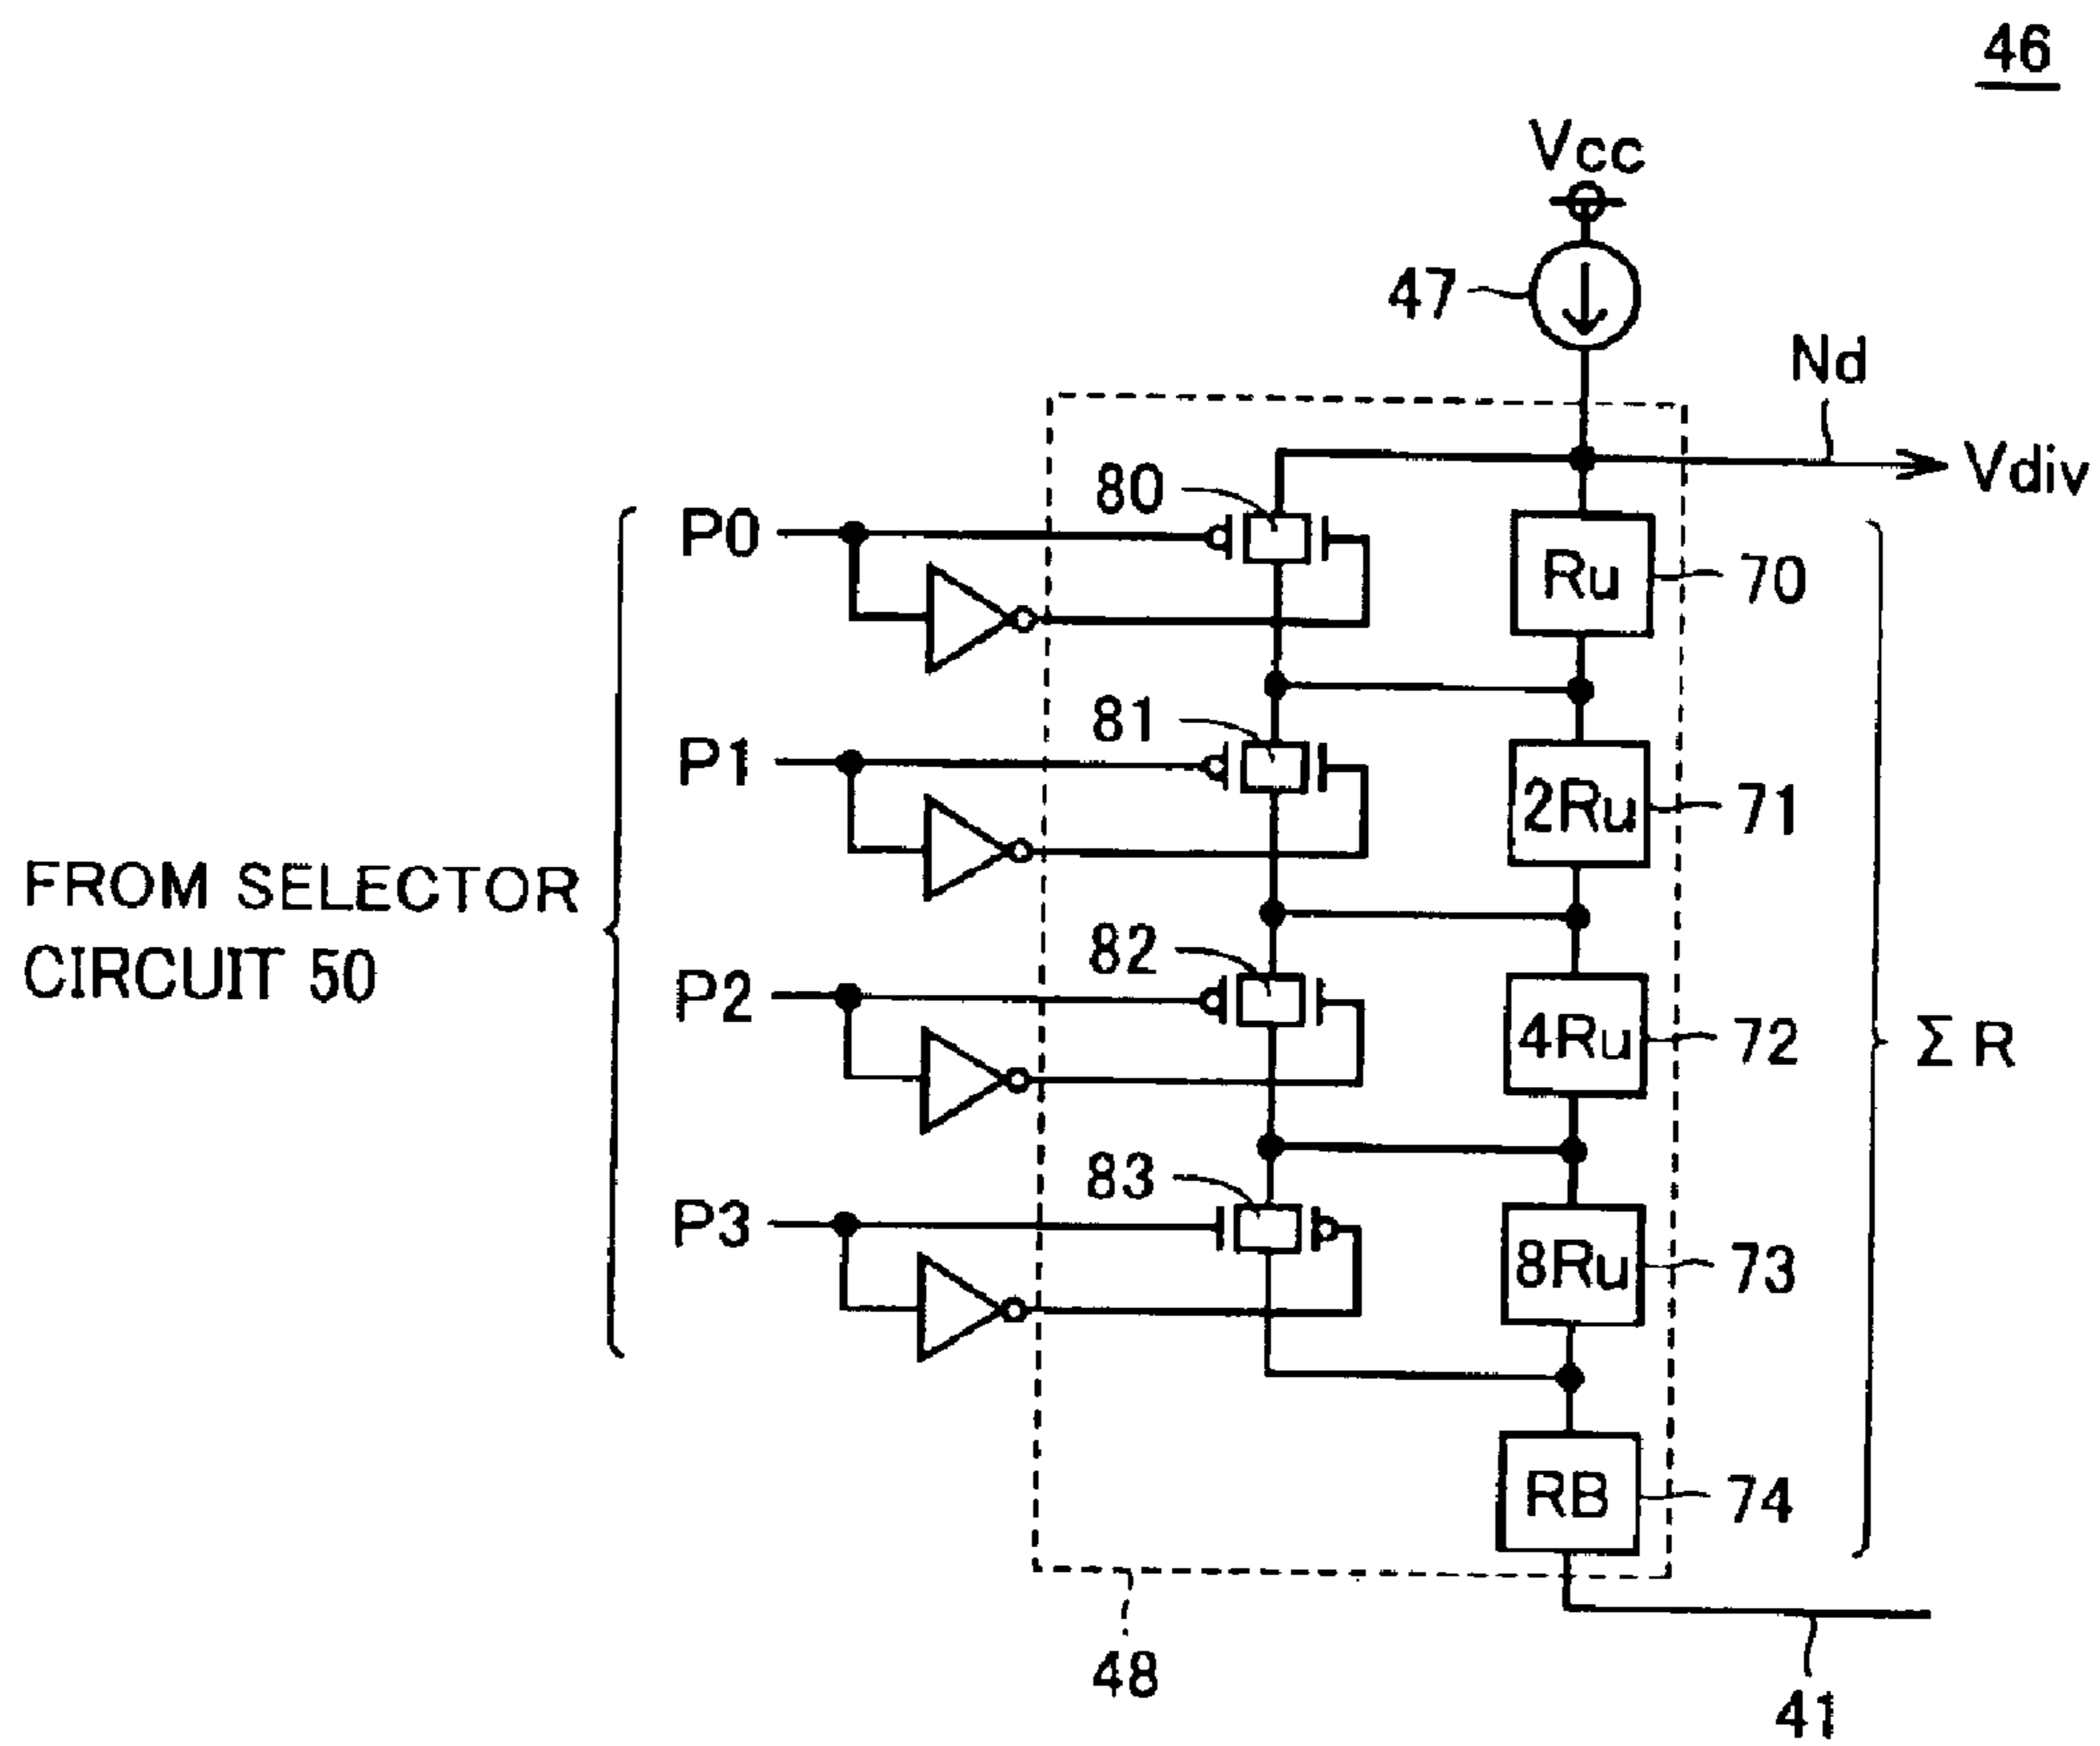 46
Vcc
47
Nd
Vdiv
80
P0
Ru
70
81
P1
2Ru
71
FROM SELECTOR
CIRCUIT 50
82
P2
4Ru
72
Σ R
83
P3
8Ru
73
RB
74
48
41